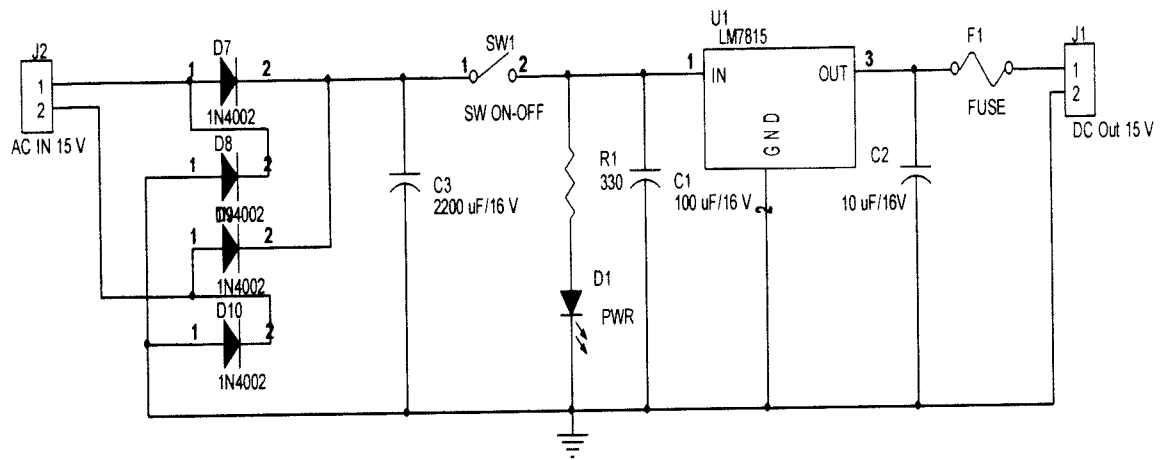 J2
1
2
AC IN 15 V
D7
1
2
1N4002
D8
1
2
1N4002
D9
1
2
1N4002
D10
1
2
1N4002
C3
2200 uF/16 V
SW1
1
2
SW ON-OFF
R1
330
D1
PWR
C1
100 uF/16 V
U1
LM7815
1
IN
OUT
3
GND
2
C2
10 uF/16V
F1
FUSE
J1
1
2
DC Out 15 V